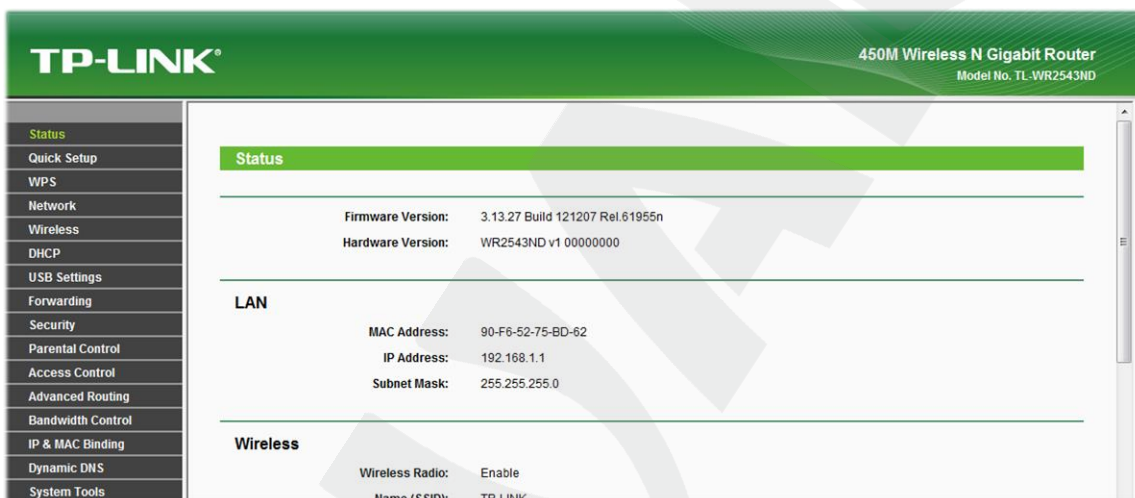 TP-LINK®
450M Wireless N Gigabit Router
Model No. TL-WR2543ND
Status
Quick Setup
WPS
Network
Wireless
DHCP
USB Settings
Forwarding
Security
Parental Control
Access Control
Advanced Routing
Bandwidth Control
IP & MAC Binding
Dynamic DNS
System Tools
Status
Firmware Version: 3.13.27 Build 121207 Rel.61955n
Hardware Version: WR2543ND v1 00000000
LAN
MAC Address: 90-F6-52-75-BD-62
IP Address: 192.168.1.1
Subnet Mask: 255.255.255.0
Wireless
Wireless Radio: Enable
Name (SSID): TP-LINK